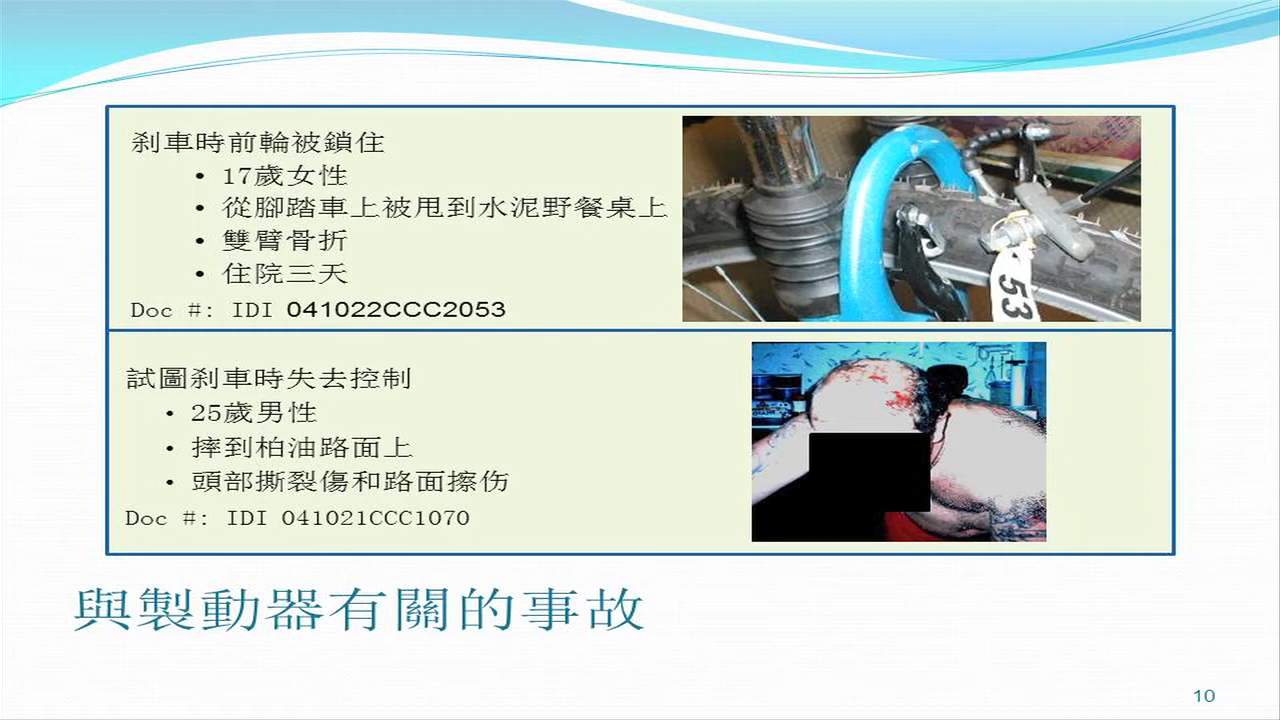 剎車時前輪被鎖住
• 17歲女性
• 從腳踏車上被甩到水泥野餐桌上
• 雙臂骨折
• 住院三天
Doc #: IDI 041022CCC2053
53
試圖剎車時失去控制
• 25歲男性
• 摔到柏油路面上
• 頭部撕裂傷和路面擦伤
Doc #: IDI 041021CCC1070
與製動器有關的事故
10